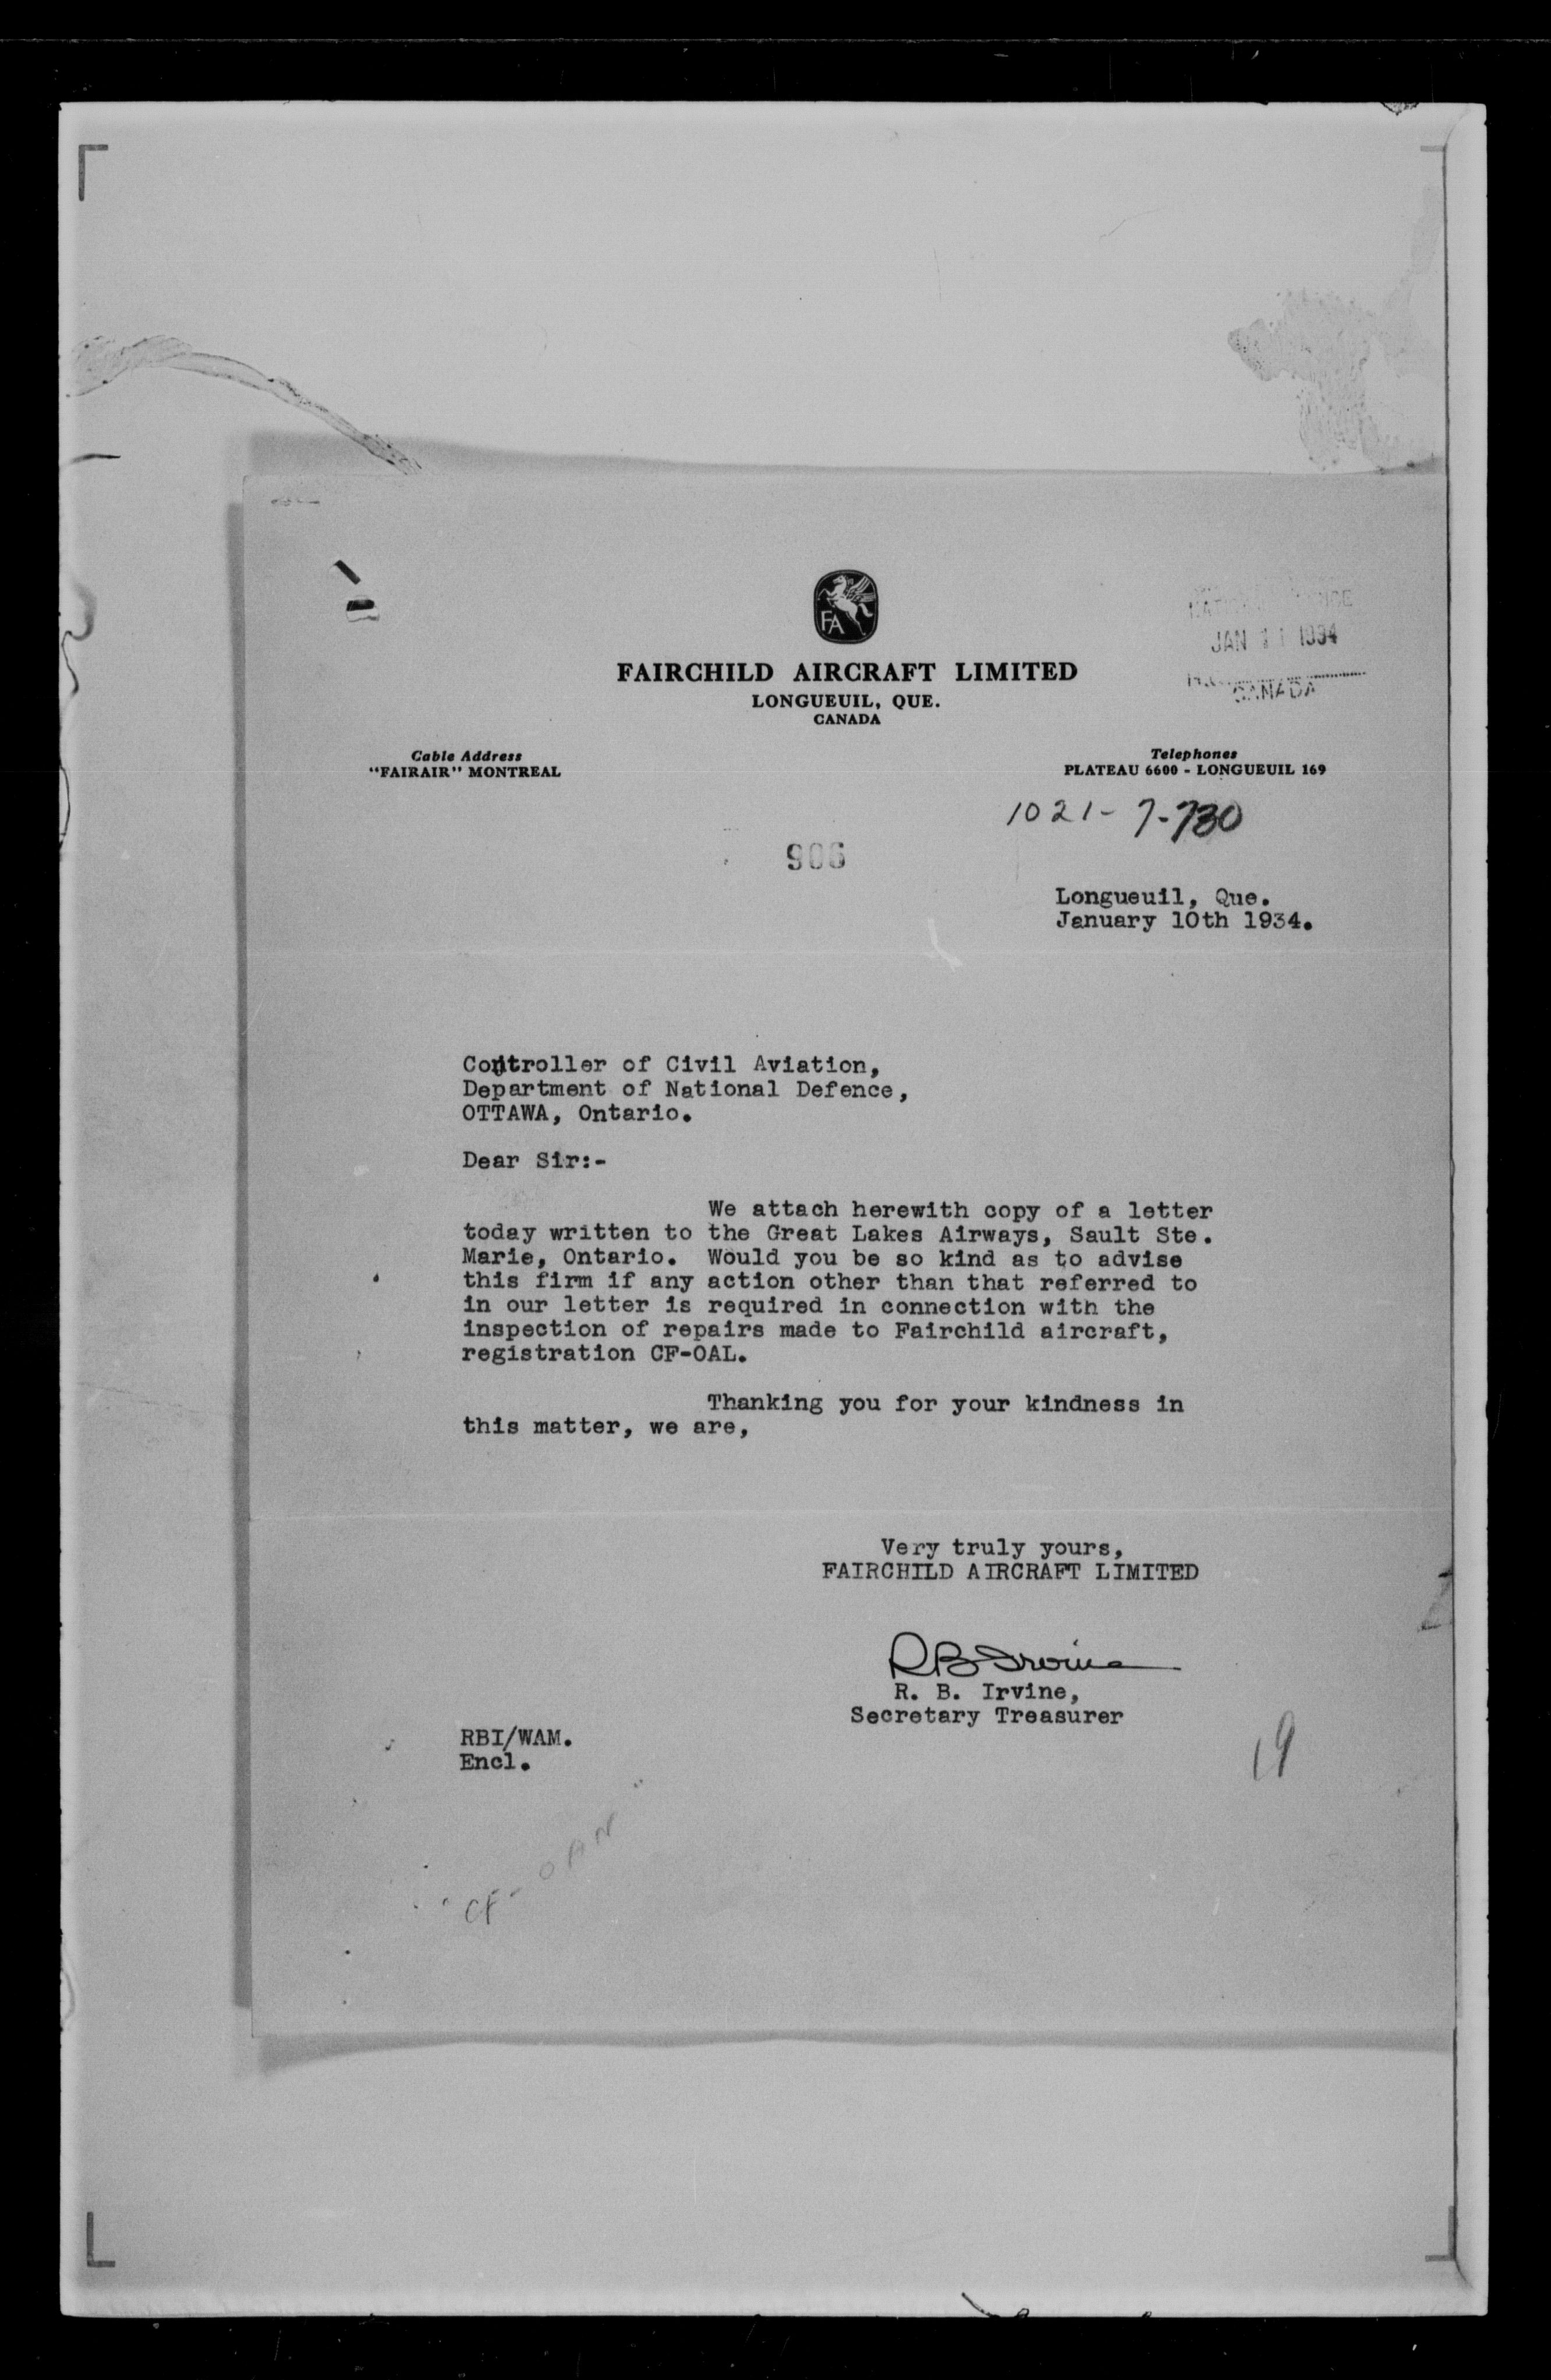 FA
FAIRCHILD AIRCRAFT LIMITED
LONGUEUIL, QUE.
CANADA
JAN 11 1934
CANADA
Cable Address
"FAIRAIR" MONTREAL
Telephones
PLATEAU 6600 - LONGUEUIL 169
1021-7-730
906
Longueuil, Que.
January 10th 1934.
Controller of Civil Aviation,
Department of National Defence,
OTTAWA, Ontario.
Dear Sir:-
We attach herewith copy of a letter
today written to the Great Lakes Airways, Sault Ste.
Marie, Ontario. Would you be so kind as to advise
this firm if any action other than that referred to
in our letter is required in connection with the
inspection of repairs made to Fairchild aircraft,
registration CF-OAL.
Thanking you for your kindness in
this matter, we are,
Very truly yours,
FAIRCHILD AIRCRAFT LIMITED
RB Irvine
R. B. Irvine,
Secretary Treasurer
RBI/WAM.
Encl.
19
"CF-OAN"